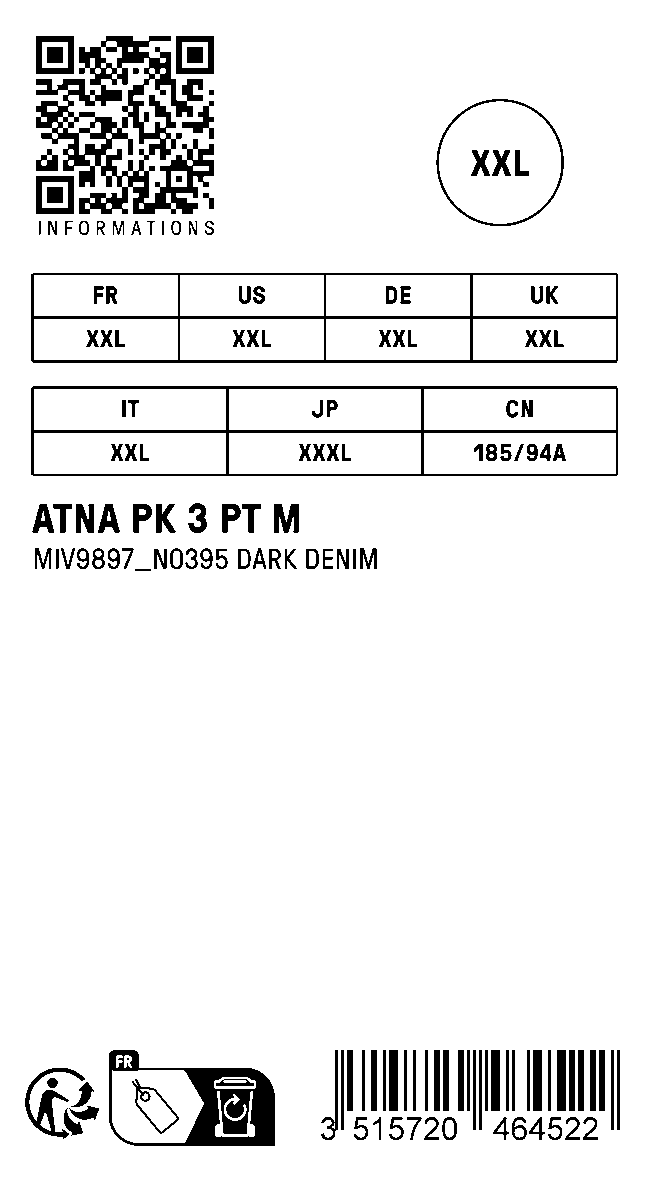 XXL
INFORMATIONS
FR US DE UK
XXL XXL XXL XXL
IT JP CN
XXL XXXL 185/94A
ATNA PK 3 PT M
MIV9897_N0395 DARK DENIM
FR
3 515720 464522